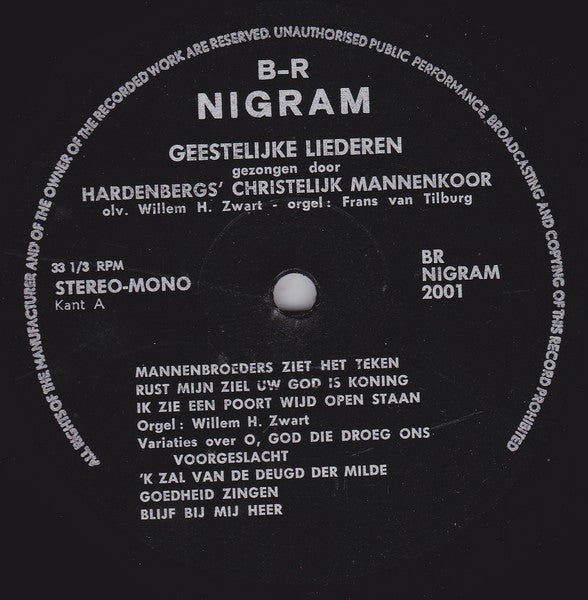 ALL RIGHTS OF THE MANUFACTURER AND OF THE OWNER OF THE RECORDED WORK ARE RESERVED. UNAUTHORISED PUBLIC PERFORMANCE, BROADCASTING AND COPYING OF THIS RECORD PROHIBITED
B-R
NIGRAM
GEESTELIJKE LIEDEREN
gezongen door
HARDENBERGS' CHRISTELIJK MANNENKOOR
olv. Willem H. Zwart - orgel: Frans van Tilburg
33 1/3 RPM
STEREO-MONO
Kant A
BR
NIGRAM
2001
MANNENBROEDERS ZIET HET TEKEN
RUST MIJN ZIEL UW GOD IS KONING
IK ZIE EEN POORT WIJD OPEN STAAN
Orgel: Willem H. Zwart
Variaties over O, GOD DIE DROEG ONS
VOORGESLACHT
'K ZAL VAN DE DEUGD DER MILDE
GOEDHEID ZINGEN
BLIJF BIJ MIJ HEER